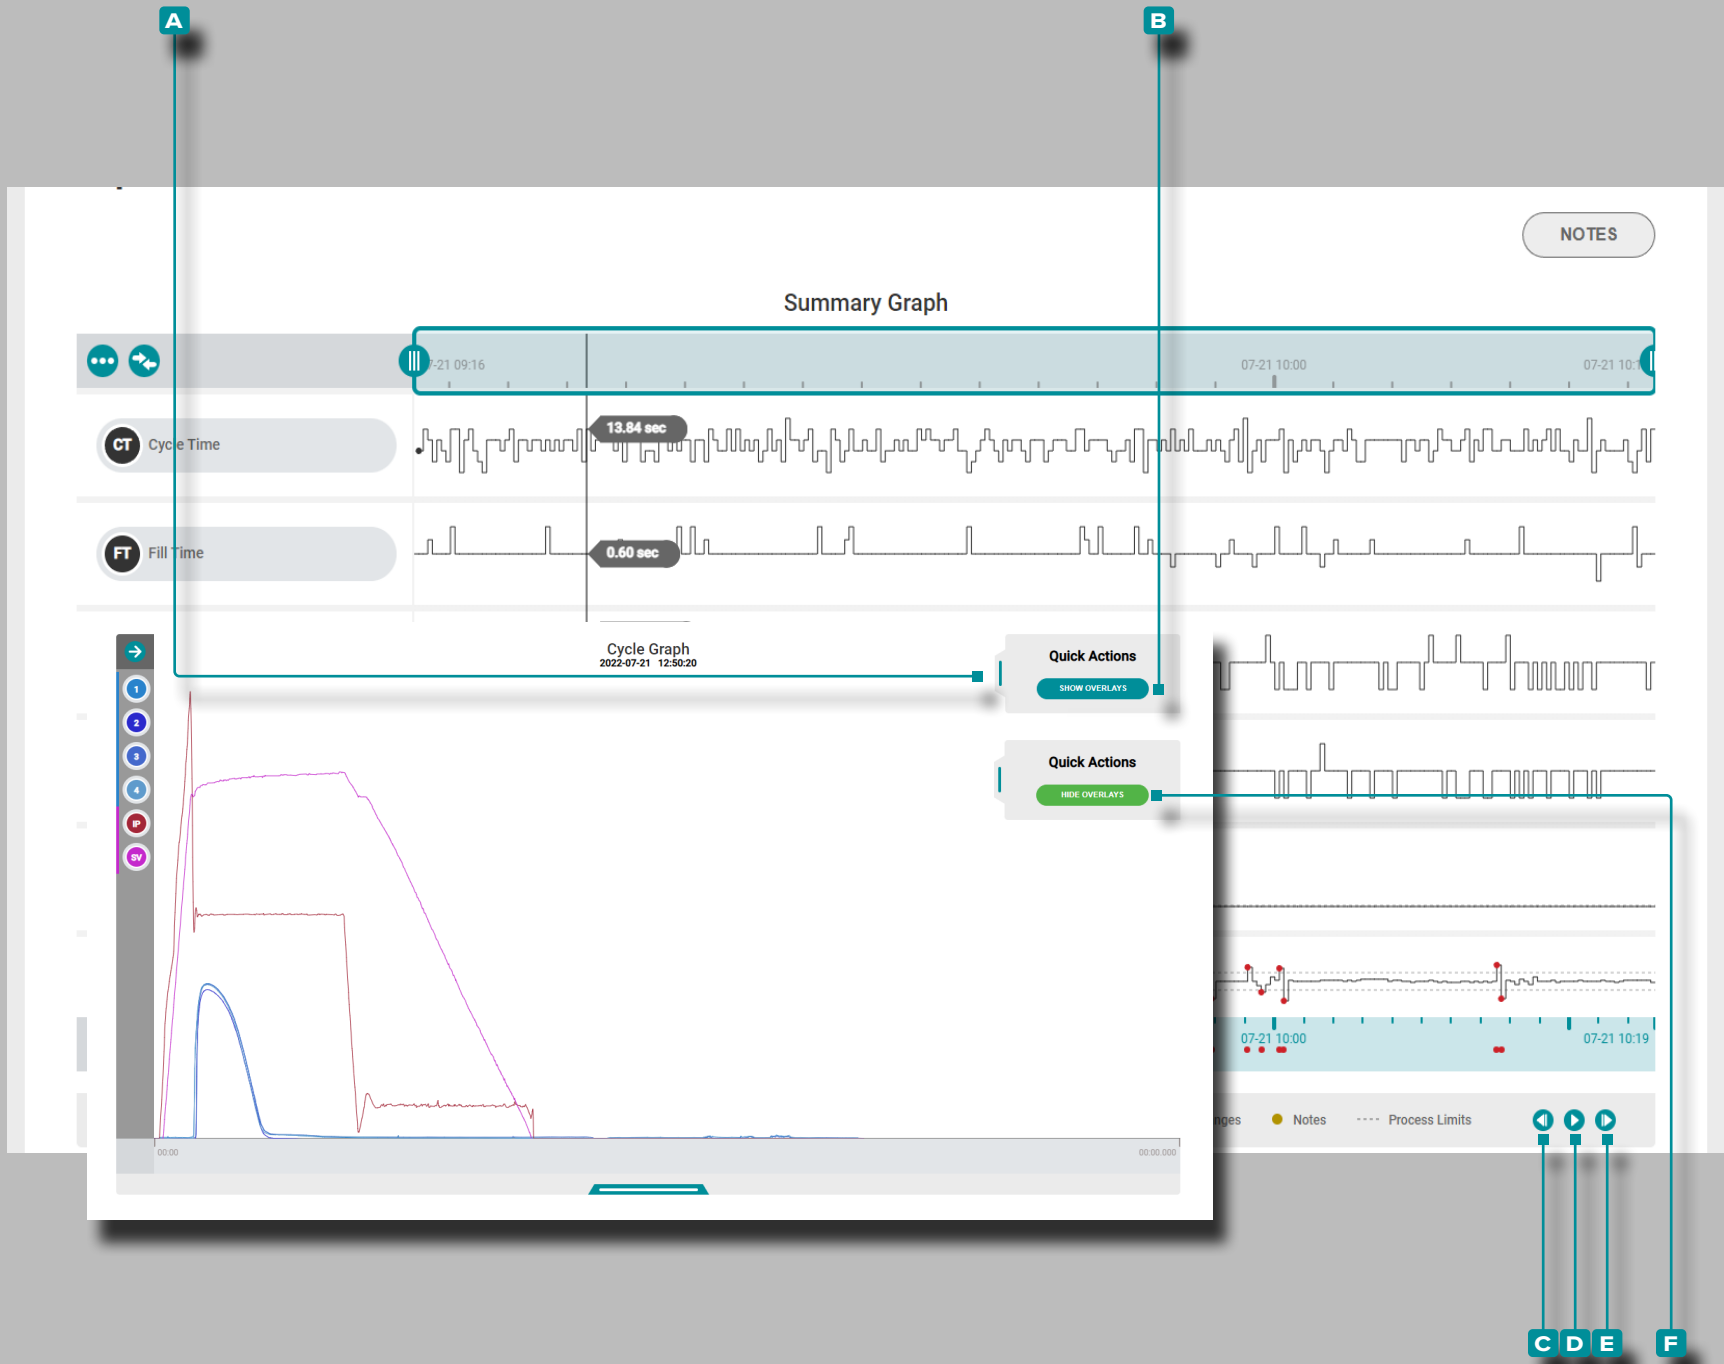 A
B
NOTES
Summary Graph
7-21 09:16
07-21 10:00
07-21 10:1
CT
Cycle Time
13.84 sec
FT
Fill Time
0.60 sec
Cycle Graph
2022-07-21 12:50:20
Quick Actions
SHOW OVERLAYS
Quick Actions
HIDE OVERLAYS
1
2
3
4
IP
SV
07-21 10:00
07-21 10:19
nges
Notes
Process Limits
00:00
00:00.000
C
D
E
F